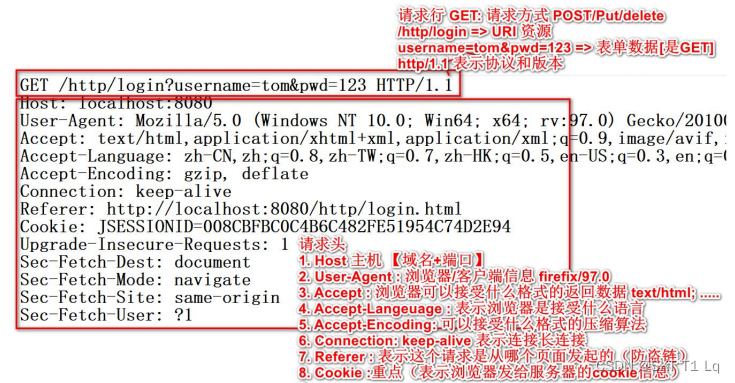 请求行 GET: 请求方式 POST/Put/delete
/http/login => URI 资源
username=tom&pwd=123 => 表单数据[是GET]
http/1.1 表示协议和版本
GET /http/login?username=tom&pwd=123 HTTP/1.1
Host: localhost:8080
User-Agent: Mozilla/5.0 (Windows NT 10.0; Win64; x64; rv:97.0) Gecko/20100
Accept: text/html,application/xhtml+xml,application/xml;q=0.9,image/avif,
Accept-Language: zh-CN,zh;q=0.8,zh-TW;q=0.7,zh-HK;q=0.5,en-US;q=0.3,en;q=0
Accept-Encoding: gzip, deflate
Connection: keep-alive
Referer: http://localhost:8080/http/login.html
Cookie: JSESSIONID=008CBFBC0C4B6C482FE51954C74D2E94
Upgrade-Insecure-Requests: 1
Sec-Fetch-Dest: document
Sec-Fetch-Mode: navigate
Sec-Fetch-Site: same-origin
Sec-Fetch-User: ?1
请求头
1. Host 主机 【域名+端口】
2. User-Agent : 浏览器/客户端信息 firefix/97.0
3. Accept : 浏览器可以接受什么格式的返回数据 text/html; .....
4. Accept-Langeuage : 表示浏览器是接受什么语言
5. Accept-Encoding: 可以接受什么格式的压缩算法
6. Connection: keep-alive 表示连接长连接
7. Referer : 表示这个请求是从哪个页面发起的（防盗链）
8. Cookie :重点（表示浏览器发给服务器的cookie信息）
T1 Lq